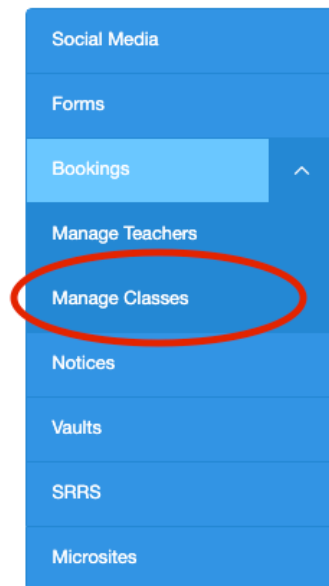 Social Media
Forms
Bookings
Manage Teachers
Manage Classes
Notices
Vaults
SRRS
Microsites